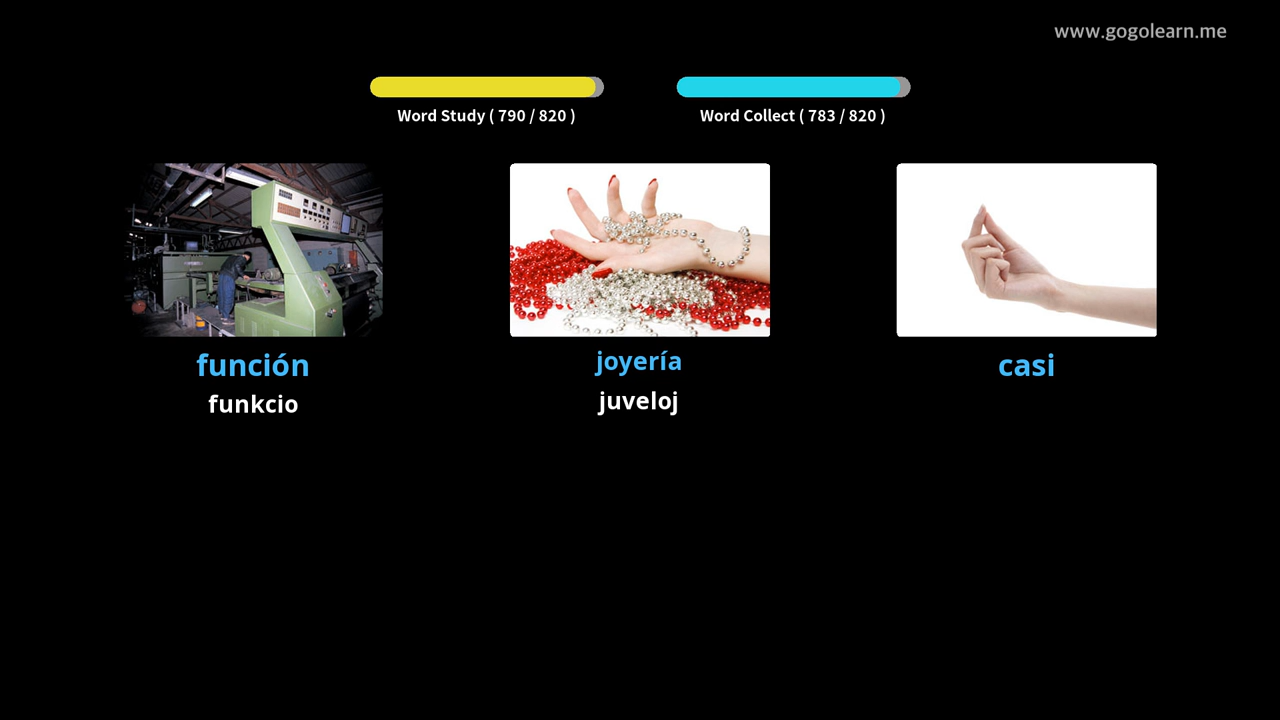 www.gogolearn.me
Word Study ( 790 / 820 )
Word Collect ( 783 / 820 )
función
funkcio
joyería
juveloj
casi